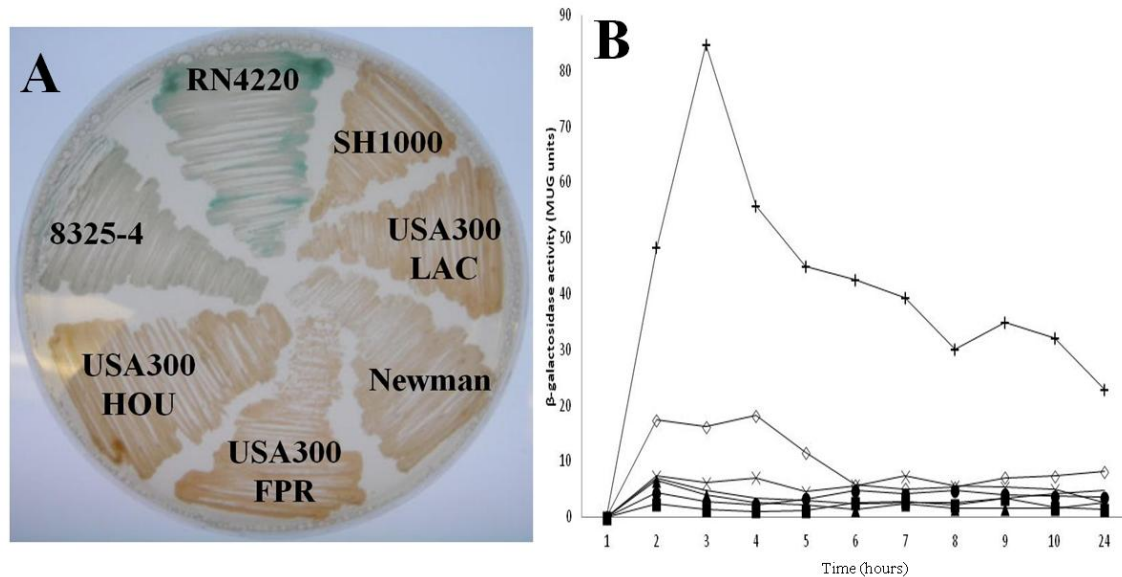 A
RN4220
SH1000
USA300
LAC
8325-4
USA300
HOU
Newman
USA300
FPR
B
β-galactosidase activity (MUG units)
90
80
70
60
50
40
30
20
10
0
1 2 3 4 5 6 7 8 9 10 24
Time (hours)